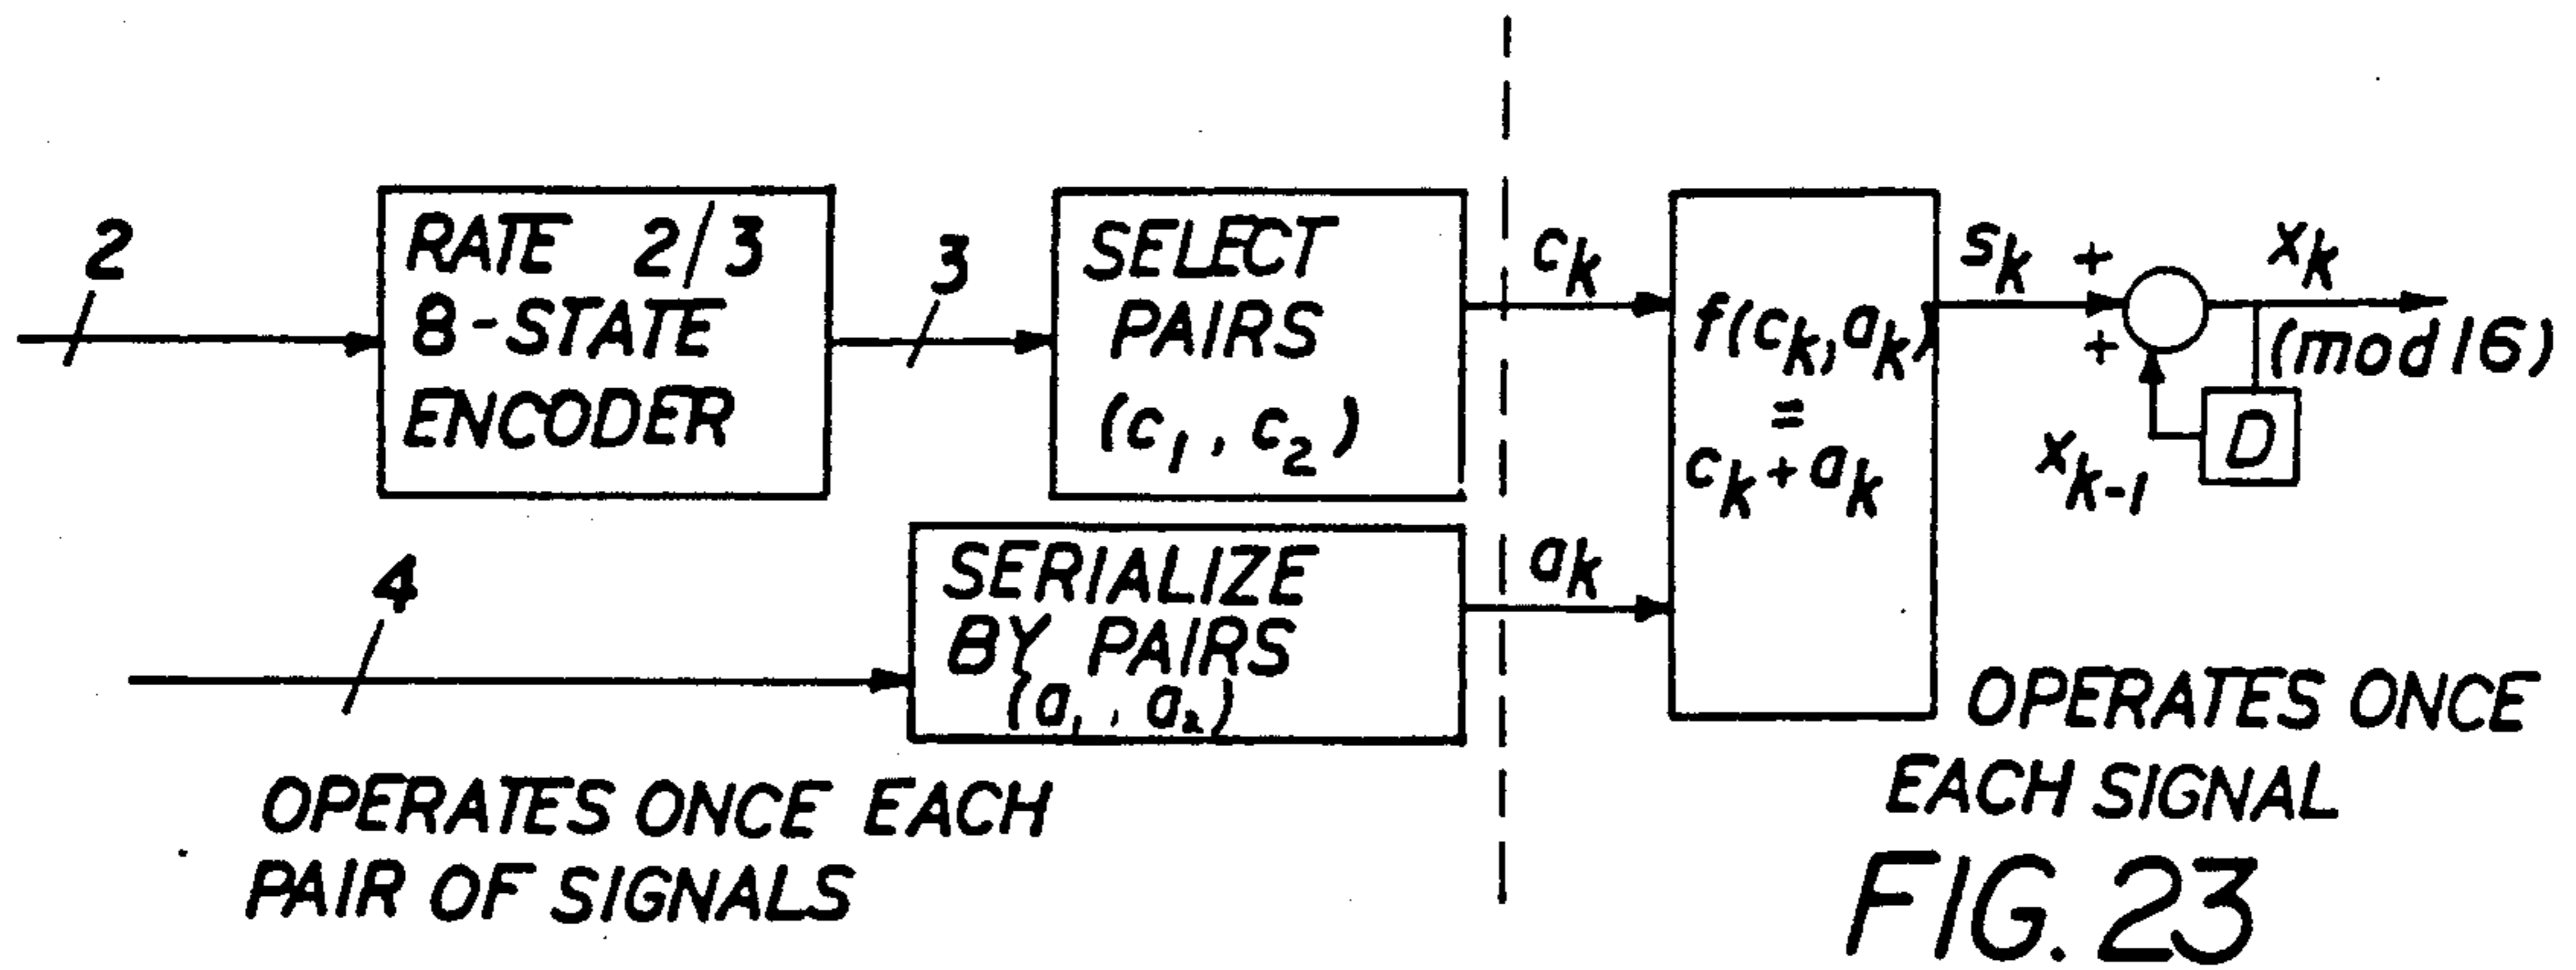 2
RATE 2/3
8-STATE
ENCODER
3
SELECT
PAIRS
(c1, c2)
ck
f(ck, ak)
=
ck + ak
sk
+
+
xk
(mod 16)
D
xk-1
4
SERIALIZE
BY PAIRS
(a1, a2)
ak
OPERATES ONCE EACH
PAIR OF SIGNALS
OPERATES ONCE
EACH SIGNAL
FIG. 23